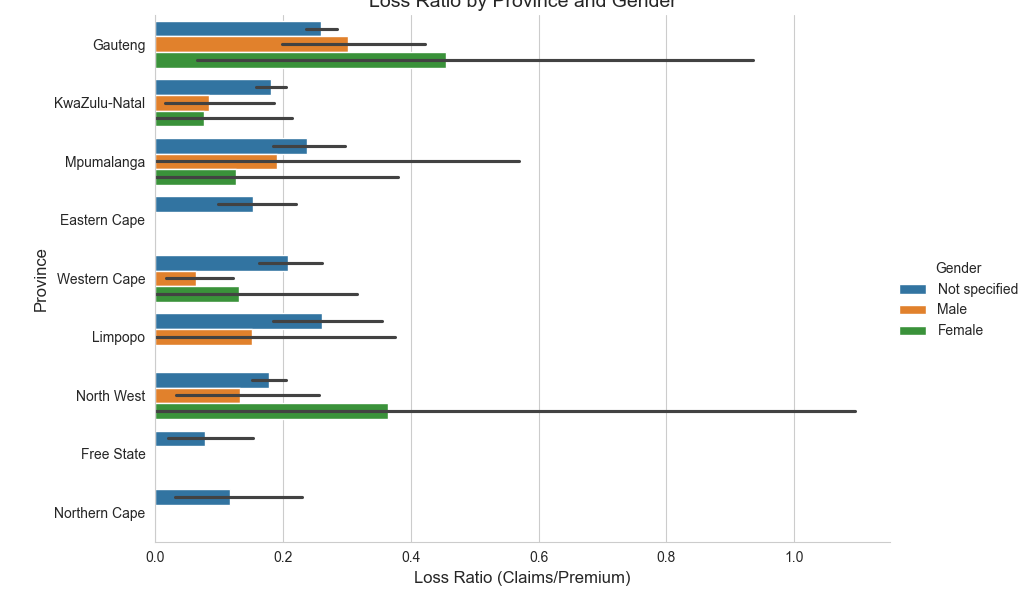 Loss Ratio by Province and Gender
Gauteng
KwaZulu-Natal
Mpumalanga
Eastern Cape
Western Cape
Limpopo
North West
Free State
Northern Cape
Province
0.0 0.2 0.4 0.6 0.8 1.0
Loss Ratio (Claims/Premium)
Gender
Not specified
Male
Female